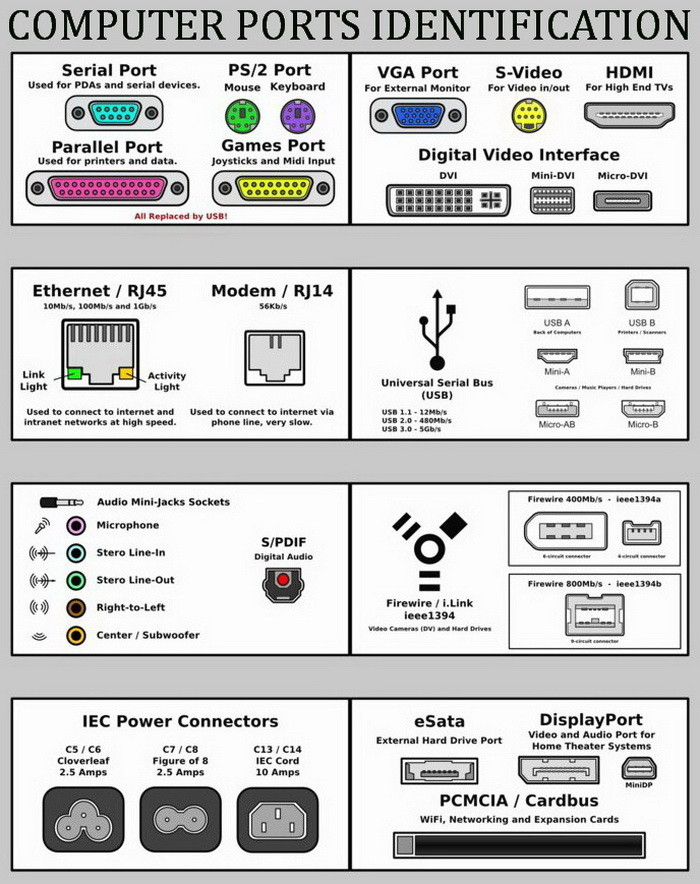 COMPUTER PORTS IDENTIFICATION
Serial Port
Used for PDAs and serial devices.
PS/2 Port
Mouse Keyboard
Parallel Port
Used for printers and data.
Games Port
Joysticks and Midi Input
All Replaced by USB!
VGA Port
For External Monitor
S-Video
For Video in/out
HDMI
For High End TVs
Digital Video Interface
DVI
Mini-DVI
Micro-DVI
Ethernet / RJ45
10Mb/s, 100Mb/s and 1Gb/s
Link
Light
Activity
Light
Used to connect to internet and
intranet networks at high speed.
Modem / RJ14
56Kb/s
Used to connect to internet via
phone line, very slow.
Universal Serial Bus
(USB)
USB 1.1 - 12Mb/s
USB 2.0 - 480Mb/s
USB 3.0 - 5Gb/s
USB A
Back of Computers
USB B
Printers / Scanners
Mini-A
Mini-B
Cameras / Music Players / Hard Drives
Micro-AB
Micro-B
Audio Mini-Jacks Sockets
Microphone
Stero Line-In
Stero Line-Out
Right-to-Left
Center / Subwoofer
S/PDIF
Digital Audio
Firewire / i.Link
ieee1394
Video Cameras (DV) and Hard Drives
Firewire 400Mb/s - ieee1394a
6-circuit connector
4-circuit connector
Firewire 800Mb/s - ieee1394b
9-circuit connector
IEC Power Connectors
C5 / C6
Cloverleaf
2.5 Amps
C7 / C8
Figure of 8
2.5 Amps
C13 / C14
IEC Cord
10 Amps
eSata
External Hard Drive Port
DisplayPort
Video and Audio Port for
Home Theater Systems
MiniDP
PCMCIA / Cardbus
WiFi, Networking and Expansion Cards